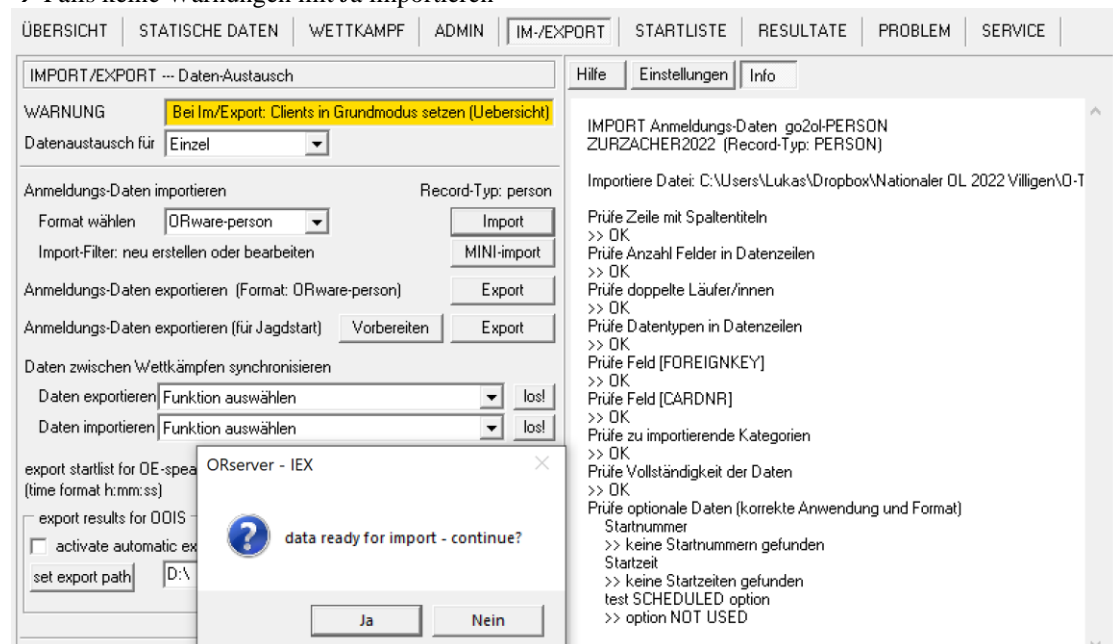 Falls keine Warnungen mit Ja importieren
ÜBERSICHT STATISCHE DATEN WETTKAMPF ADMIN IM-/EXPORT STARTLISTE RESULTATE PROBLEM SERVICE
IMPORT/EXPORT --- Daten-Austausch
WARNUNG Bei Im/Export: Clients in Grundmodus setzen (Uebersicht)
Datenaustausch für Einzel
Anmeldungs-Daten importieren Record-Typ: person
Format wählen ORware-person Import
Import-Filter: neu erstellen oder bearbeiten MINI-import
Anmeldungs-Daten exportieren (Format: ORware-person) Export
Anmeldungs-Daten exportieren (für Jagdstart) Vorbereiten Export
Daten zwischen Wettkämpfen synchronisieren
Daten exportieren Funktion auswählen los!
Daten importieren Funktion auswählen los!
export startlist for OE-spea
(time format h:mm:ss)
export results for OOIS
activate automatic ex
set export path D:\
ORserver - IEX
data ready for import - continue?
Ja Nein
Hilfe Einstellungen Info
IMPORT Anmeldungs-Daten go2ol-PERSON
ZURZACHER2022 (Record-Typ: PERSON)
Importiere Datei: C:\Users\Lukas\Dropbox\Nationaler OL 2022 Villigen\O-T
Prüfe Zeile mit Spaltentiteln
>> OK
Prüfe Anzahl Felder in Datenzeilen
>> OK
Prüfe doppelte Läufer/innen
>> OK
Prüfe Datentypen in Datenzeilen
>> OK
Prüfe Feld [FOREIGNKEY]
>> OK
Prüfe Feld [CARDNR]
>> OK
Prüfe zu importierende Kategorien
>> OK
Prüfe Vollständigkeit der Daten
>> OK
Prüfe optionale Daten (korrekte Anwendung und Format)
Startnummer
>> keine Startnummern gefunden
Startzeit
>> keine Startzeiten gefunden
test SCHEDULED option
>> option NOT USED